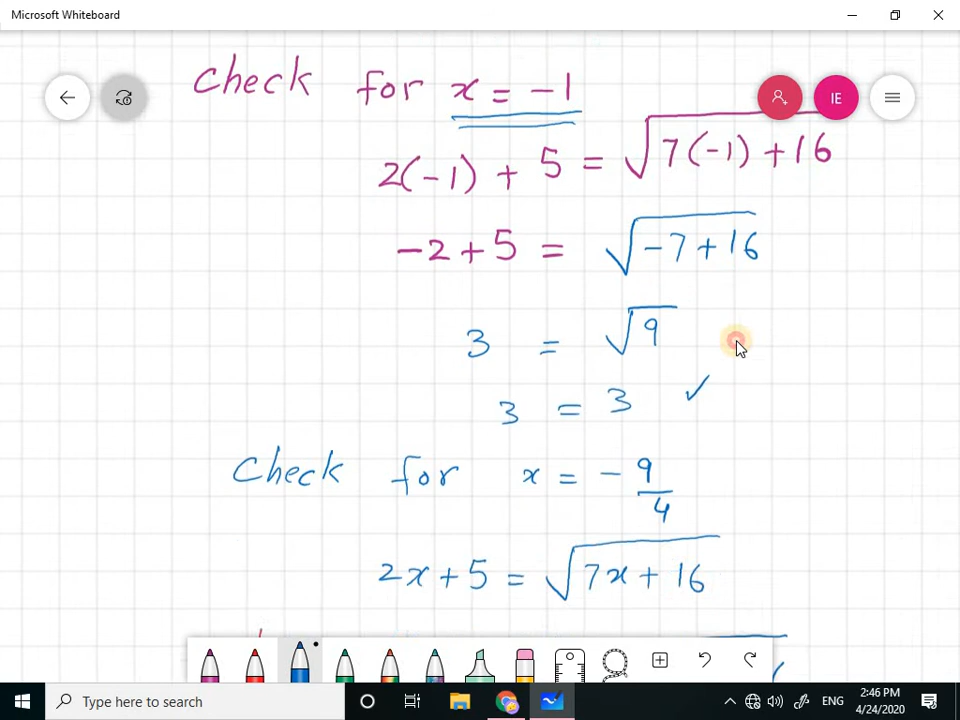 Microsoft Whiteboard
Check for x = -1
IE
2(-1) + 5 = √(7(-1) + 16)
-2 + 5 = √(-7 + 16)
3 = √9
3 = 3 ✓
Check for x = -9/4
2x + 5 = √(7x + 16)
Type here to search
ENG
2:46 PM
4/24/2020